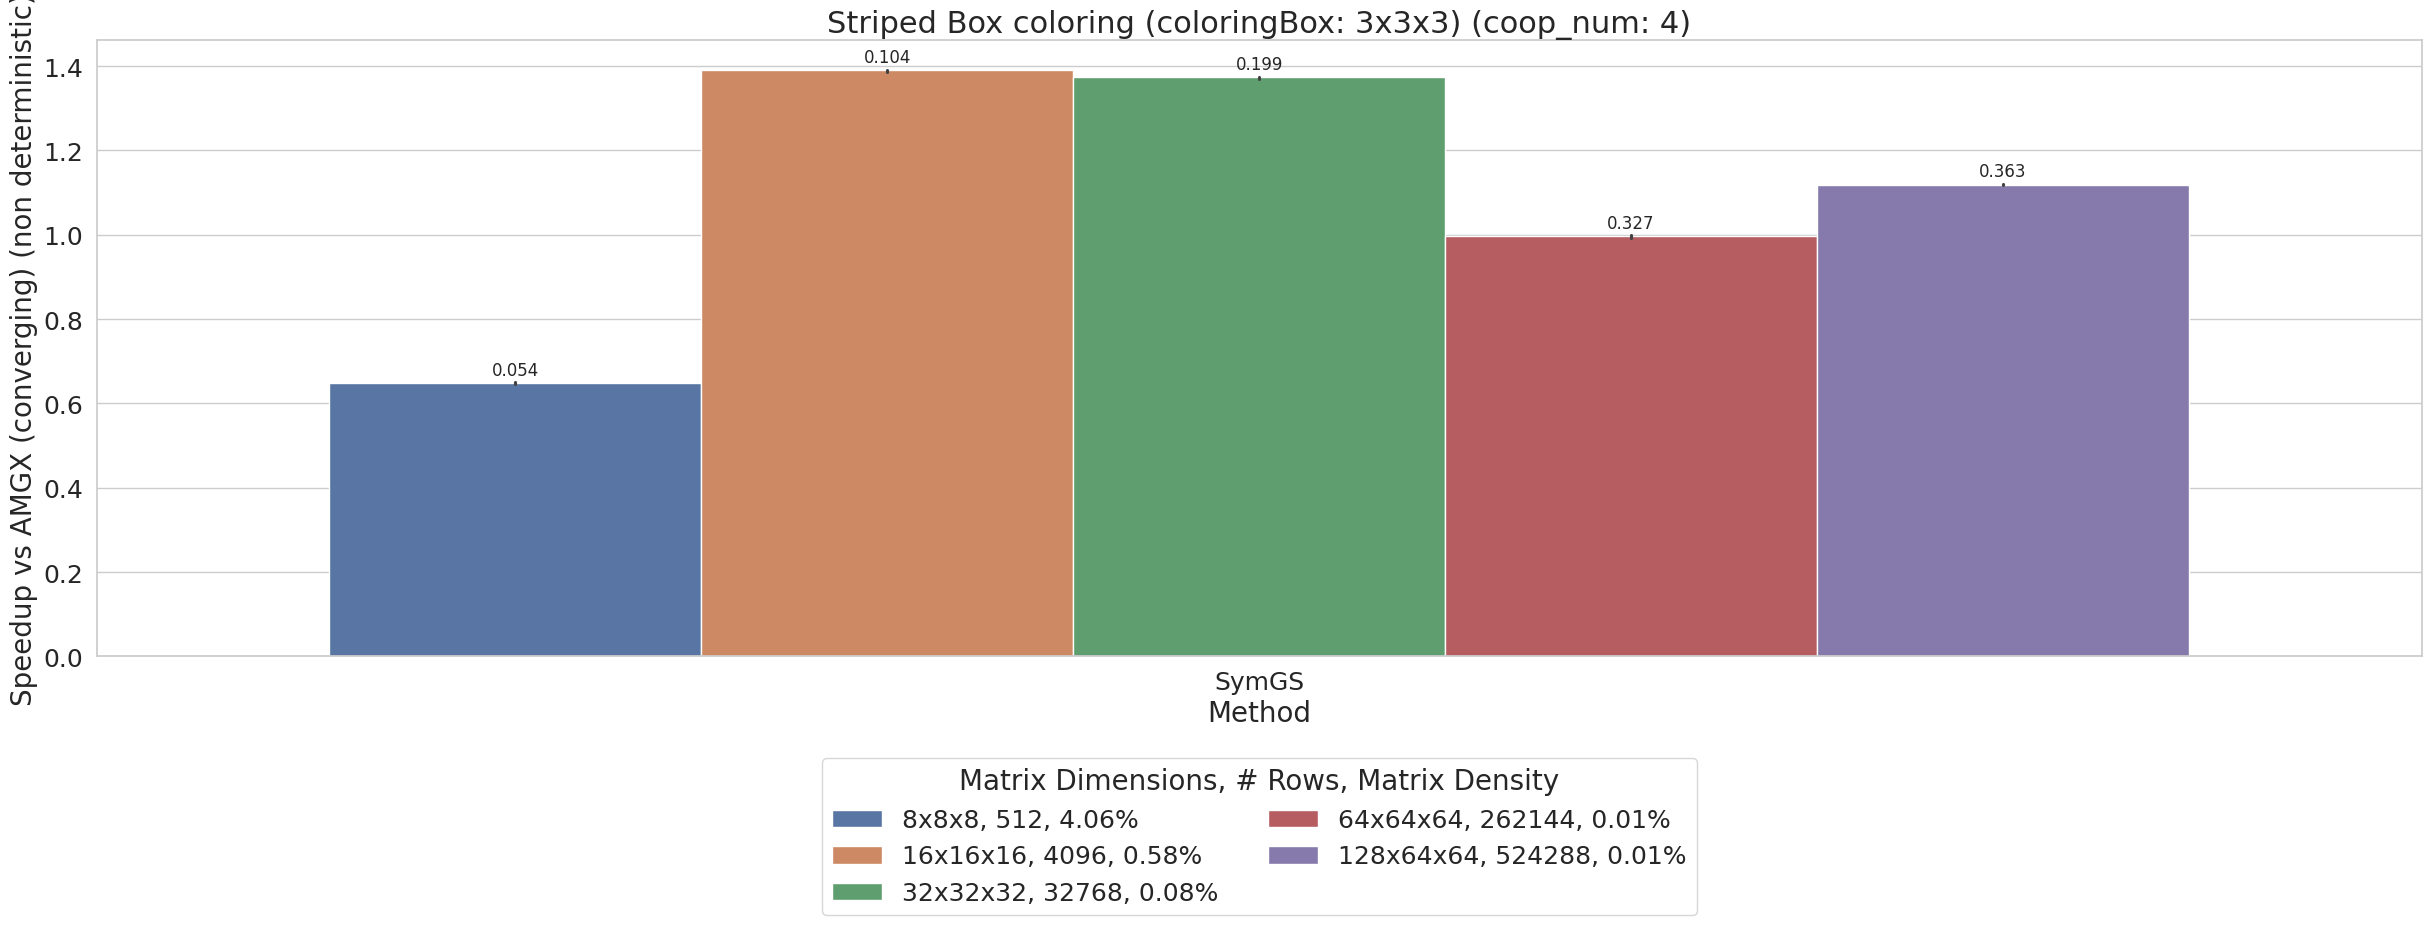 Striped Box coloring (coloringBox: 3x3x3) (coop_num: 4)
Speedup vs AMGX (converging) (non deterministic)
1.4
1.2
1.0
0.8
0.6
0.4
0.2
0.0
0.054
0.104
0.199
0.327
0.363
SymGS
Method
Matrix Dimensions, # Rows, Matrix Density
8x8x8, 512, 4.06%
16x16x16, 4096, 0.58%
32x32x32, 32768, 0.08%
64x64x64, 262144, 0.01%
128x64x64, 524288, 0.01%